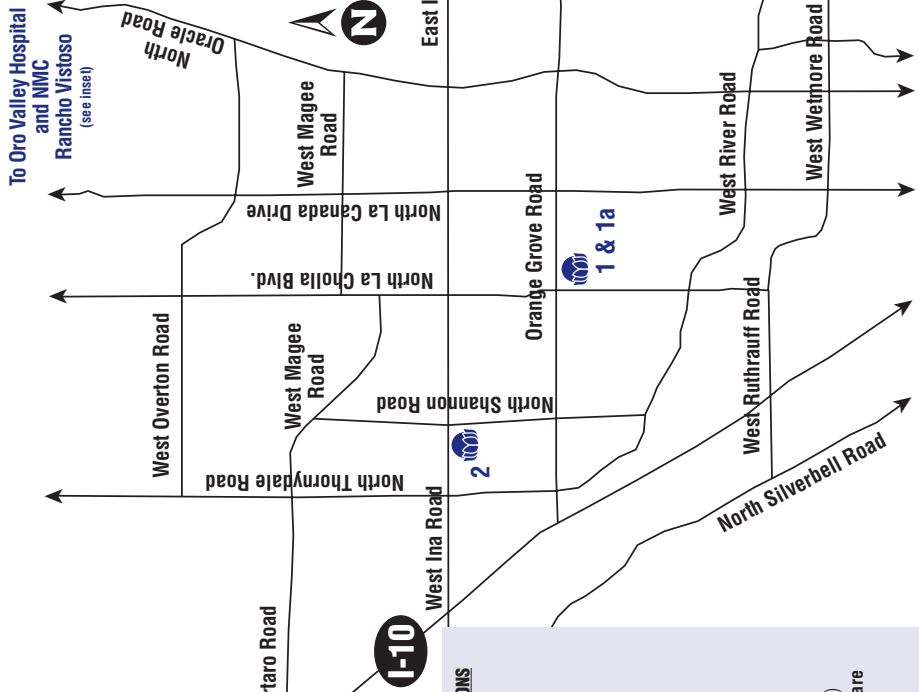 To Oro Valley Hospital
and NMC
Rancho Vistoso
(see inset)
North
Oracle Road
N
East I
West Magee
Road
North La Canada Drive
North La Cholla Blvd.
West Overton Road
West Magee
Road
North Shannon Road
North Thornydale Road
Orange Grove Road
1 & 1a
2
West River Road
West Wetmore Road
West Ruthrauff Road
North Silverbell Road
West Ina Road
I-10
taro Road
ONS
)
are